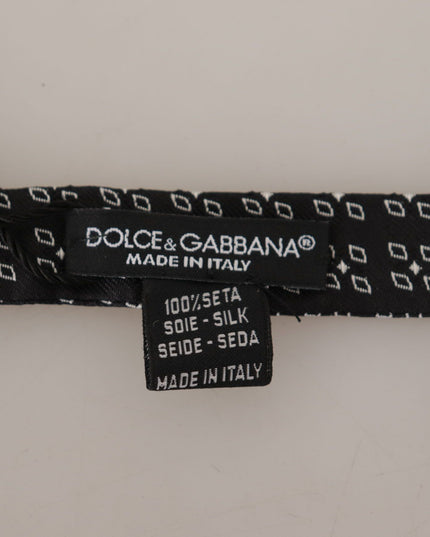 DOLCE & GABBANA®
MADE IN ITALY
100% SETA
SOIE - SILK
SEIDE - SEDA
MADE IN ITALY